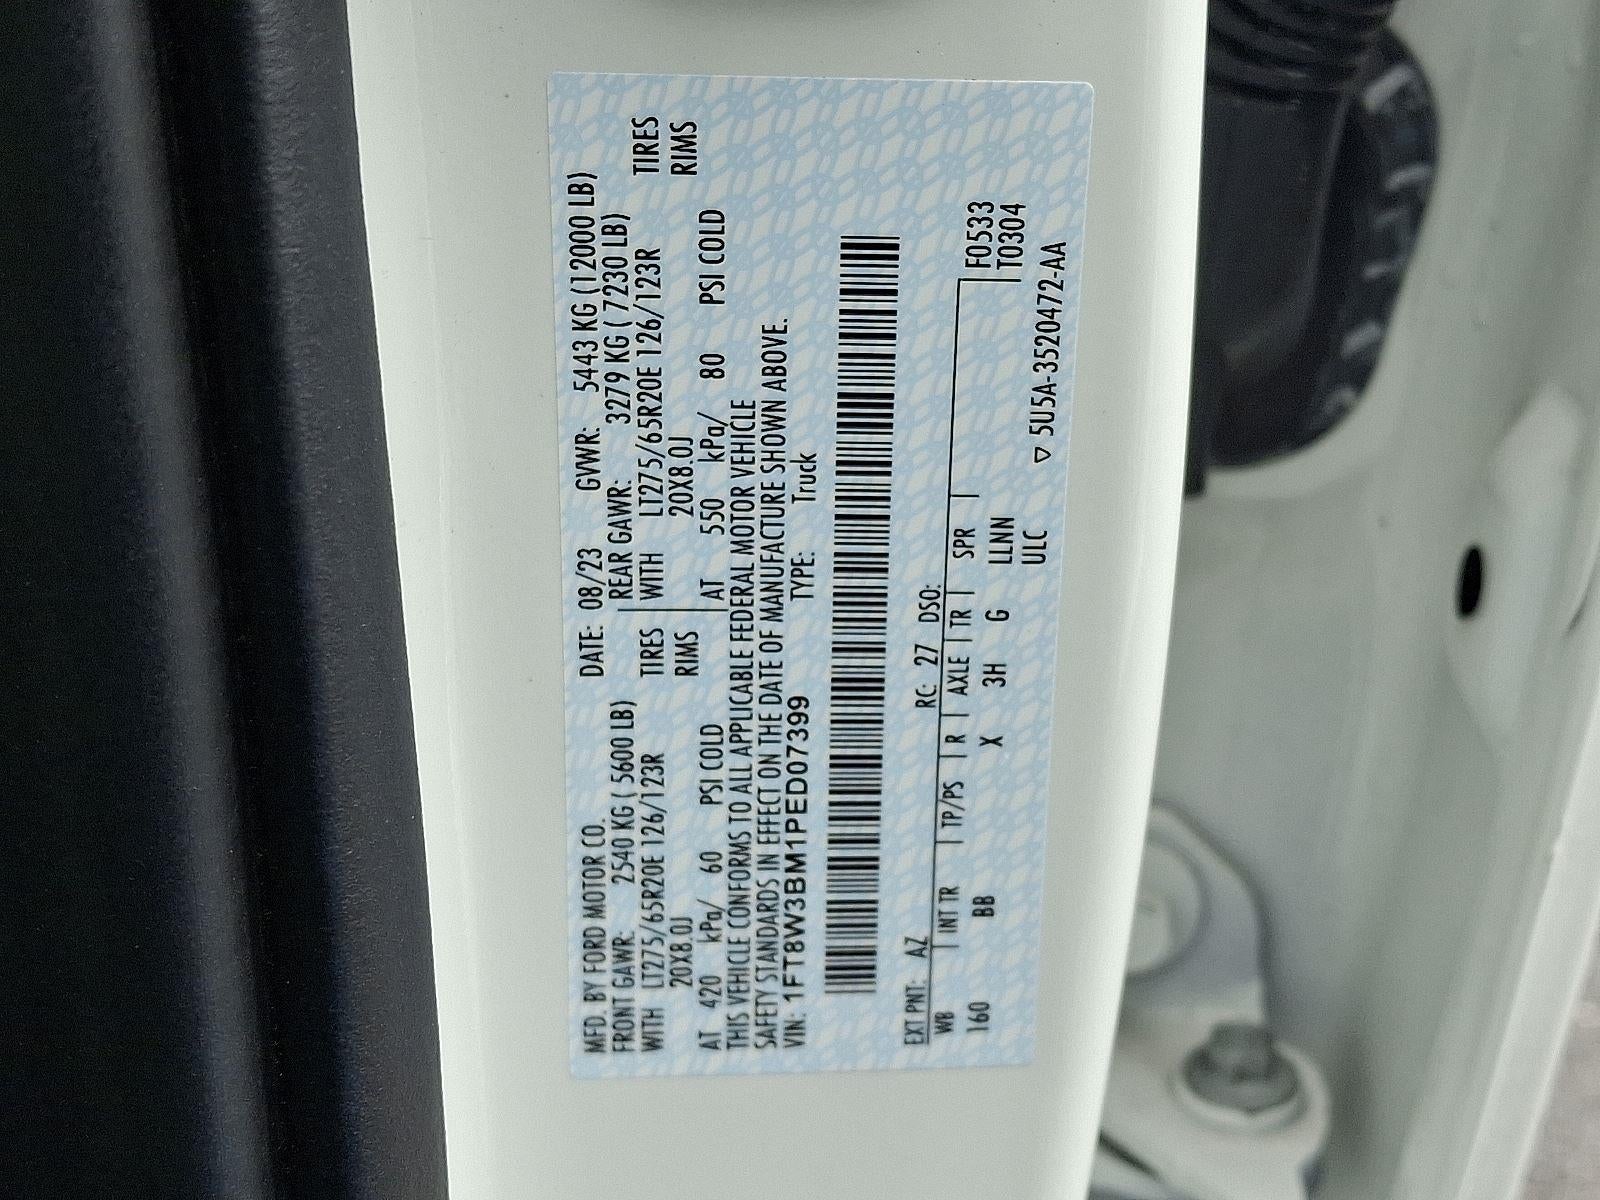 MFD. BY FORD MOTOR CO. DATE: 08/23 GVWR: 5443 KG (12000 LB)
FRONT GAWR: 2540 KG ( 5600 LB) REAR GAWR: 3279 KG ( 7230 LB)
WITH LT275/65R20E 126/123R TIRES WITH LT275/65R20E 126/123R TIRES
20X8.0J RIMS 20X8.0J RIMS
AT 420 kPa/ 60 PSI COLD AT 550 kPa/ 80 PSI COLD
THIS VEHICLE CONFORMS TO ALL APPLICABLE FEDERAL MOTOR VEHICLE
SAFETY STANDARDS IN EFFECT ON THE DATE OF MANUFACTURE SHOWN ABOVE.
VIN: 1FT8W3BM1PED07399 TYPE: Truck
EXT PNT: AZ RC: 27 DSO:
WB | INT TR | TP/PS | R | AXLE | TR | SPR | F0533
160 BB X 3H G LLNN T0304
ULC
▽ 5U5A-3520472-AA